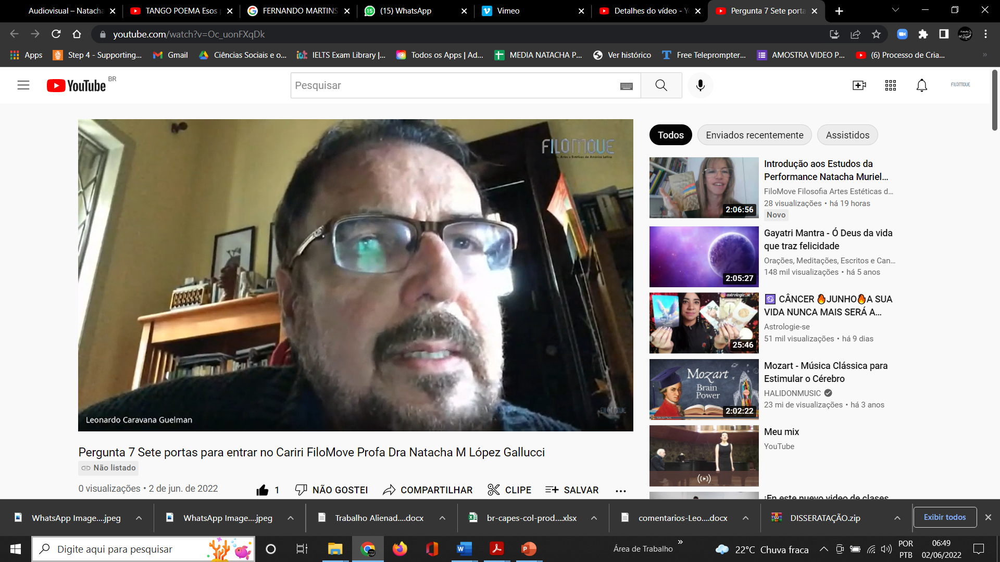 Audiovisual – Natacha
TANGO POEMA Esos
FERNANDO MARTINS
(15) WhatsApp
Vimeo
Detalhes do vídeo - Y
Pergunta 7 Sete porta
youtube.com/watch?v=Oc_uonFXqDk
Apps
Step 4 - Supporting...
Gmail
Ciências Sociais e o...
IELTS Exam Library |...
Todos os Apps | Ad...
MEDIA NATACHA P...
Ver histórico
Free Teleprompter...
AMOSTRA VIDEO P...
(6) Processo de Cria...
YouTube BR
Pesquisar
FILOMOVE
FILOMOVE
Leonardo Caravana Guelman
Pergunta 7 Sete portas para entrar no Cariri FiloMove Profa Dra Natacha M López Gallucci
Não listado
0 visualizações • 2 de jun. de 2022
1
NÃO GOSTEI
COMPARTILHAR
CLIPE
SALVAR
Todos
Enviados recentemente
Assistidos
2:06:56
Introdução aos Estudos da
Performance Natacha Muriel...
FiloMove Filosofia Artes Estéticas d...
28 visualizações • há 19 horas
Novo
2:05:27
Gayatri Mantra - Ó Deus da vida
que traz felicidade
Orações, Meditações, Escritos e Can...
148 mil visualizações • há 5 anos
astrologie_se
25:46
♋ CÂNCER 🔥JUNHO🔥A SUA
VIDA NUNCA MAIS SERÁ A...
Astrologie-se
51 mil visualizações • há 9 dias
Mozart
Brain
Power
2:02:22
Mozart - Música Clássica para
Estimular o Cérebro
HALIDONMUSIC
23 mi de visualizações • há 3 anos
Meu mix
YouTube
¡En este nuevo video de clases
WhatsApp Image....jpeg
WhatsApp Image....jpeg
Trabalho Alienad....docx
br-capes-col-prod....xlsx
comentarios-Leo....docx
DISSERATAÇÃO.zip
Exibir todos
Digite aqui para pesquisar
Área de Trabalho
22°C Chuva fraca
POR
PTB
06:49
02/06/2022